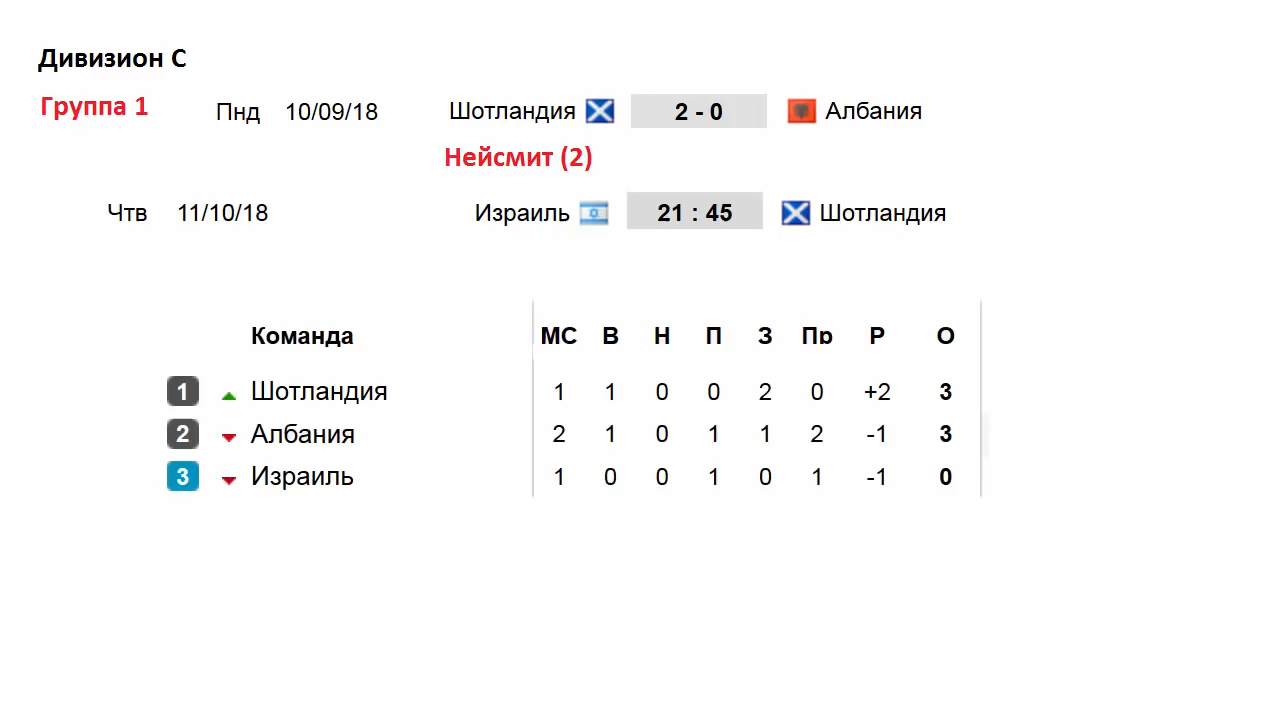 Дивизион С
Группа 1 Пнд 10/09/18 Шотландия 2 - 0 Албания
Нейсмит (2)
Чтв 11/10/18 Израиль 21 : 45 Шотландия
Команда МС В Н П З Пр Р О
1 Шотландия 1 1 0 0 2 0 +2 3
2 Албания 2 1 0 1 1 2 -1 3
3 Израиль 1 0 0 1 0 1 -1 0